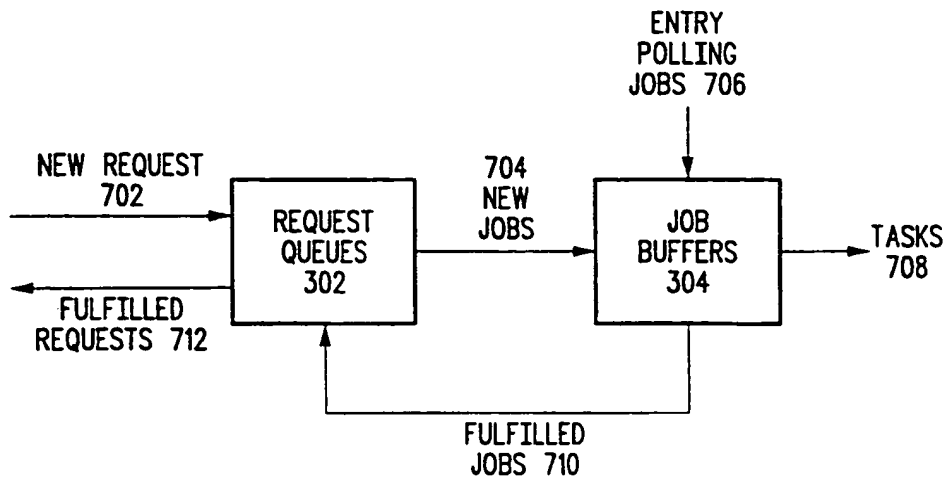 ENTRY
POLLING
JOBS 706
NEW REQUEST
702
704
NEW
JOBS
REQUEST
QUEUES
302
JOB
BUFFERS
304
TASKS
708
FULFILLED
REQUESTS 712
FULFILLED
JOBS 710